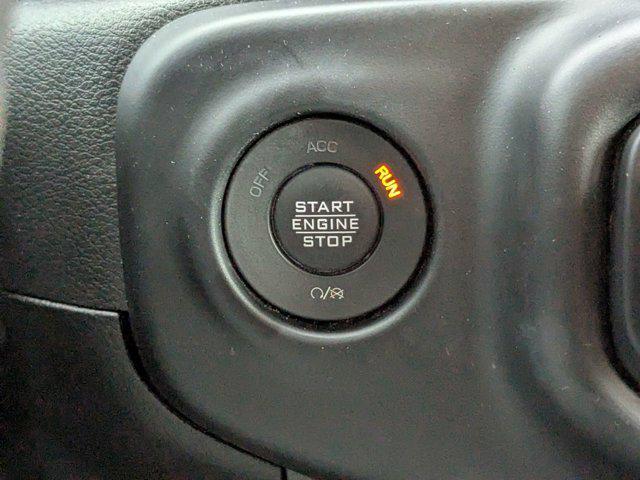 ACC
OFF
RUN
START
ENGINE
STOP